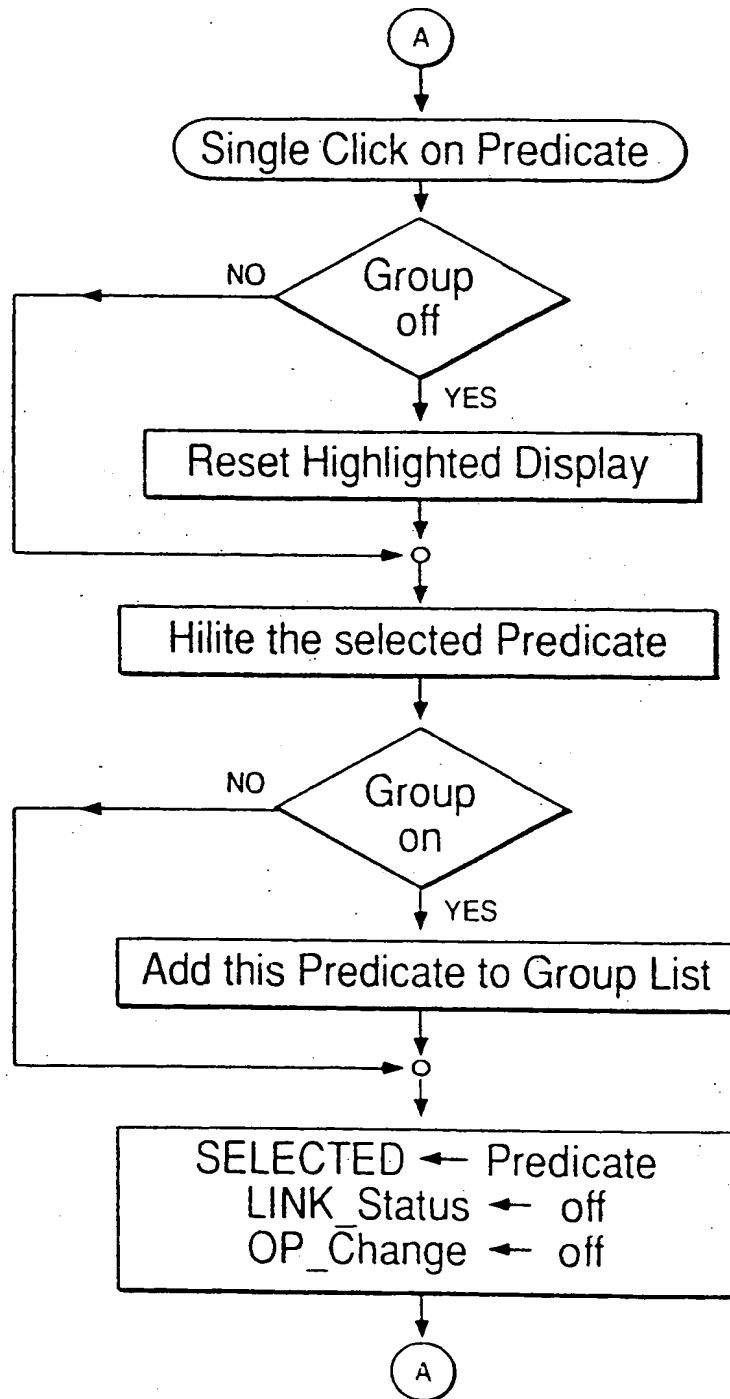 A
Single Click on Predicate
NO
Group
off
YES
Reset Highlighted Display
Hilite the selected Predicate
NO
Group
on
YES
Add this Predicate to Group List
SELECTED ← Predicate
LINK_Status ← off
OP_Change ← off
A